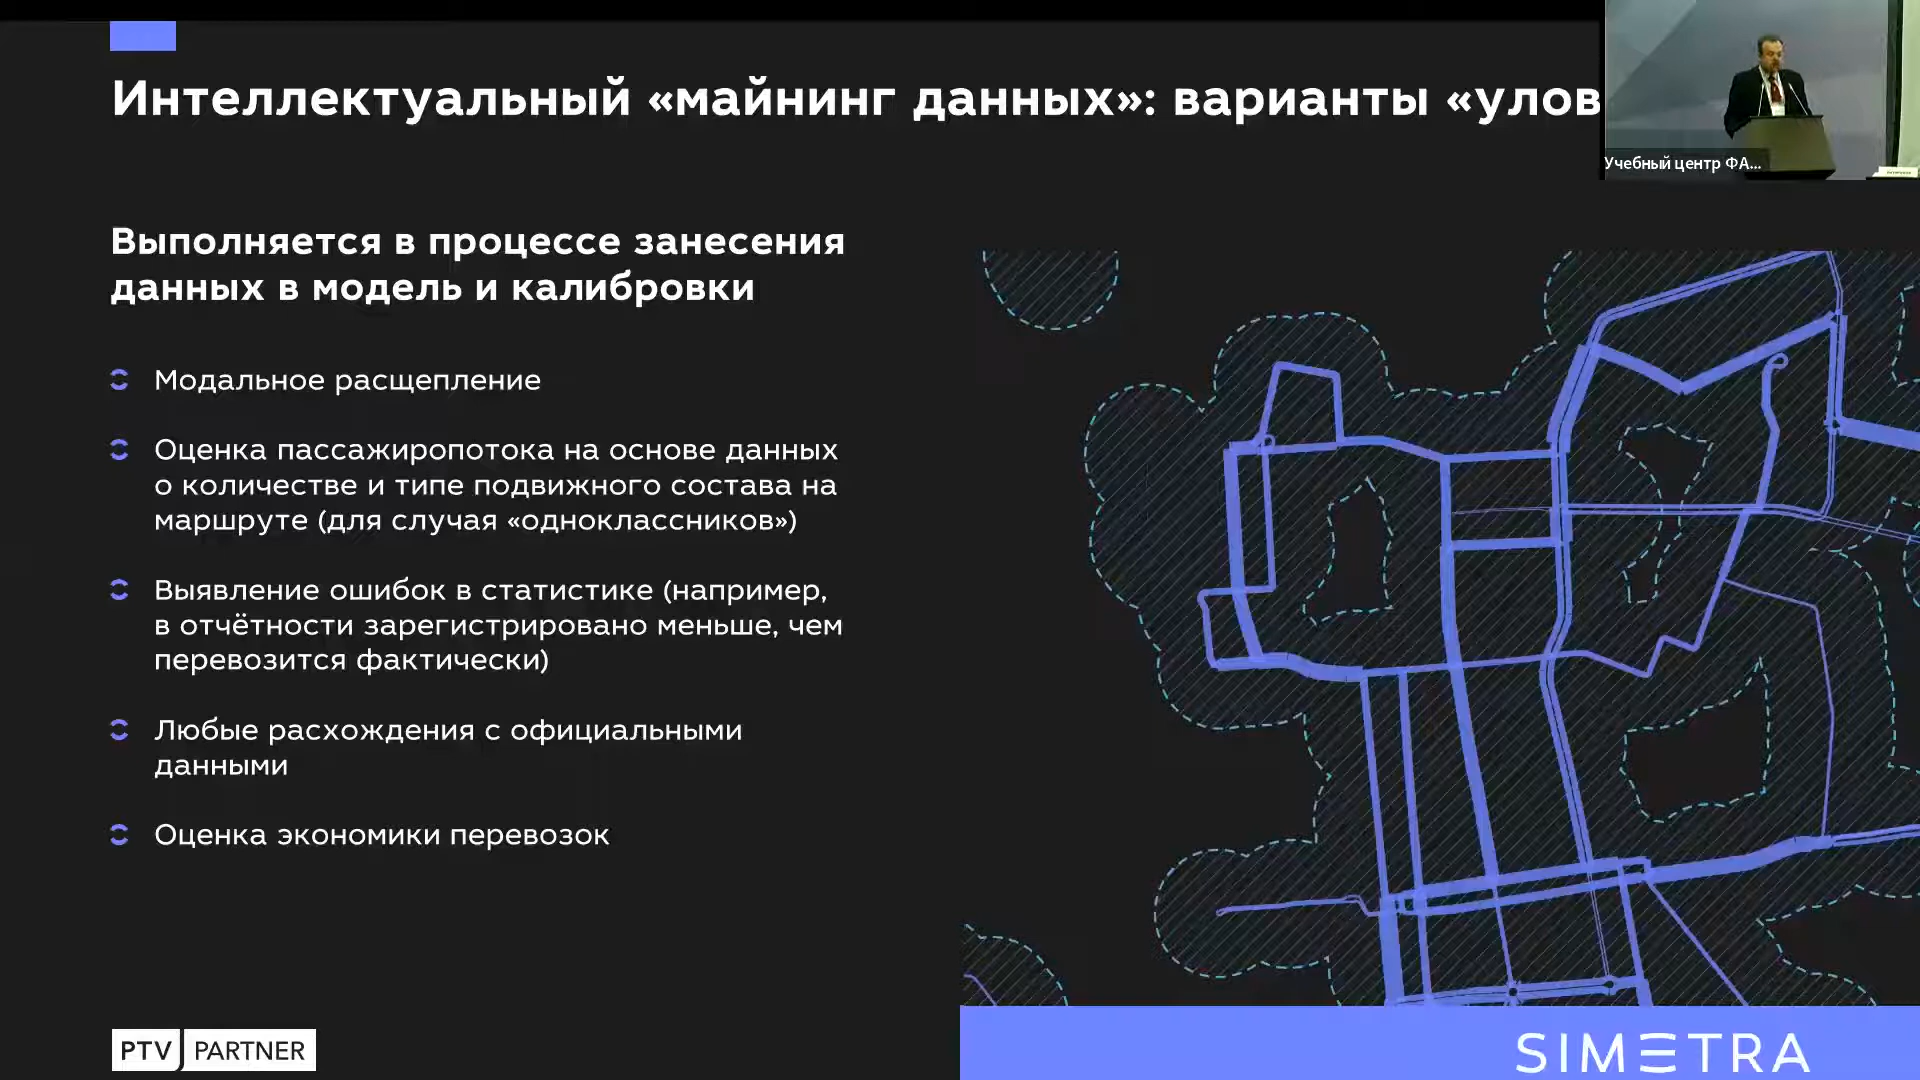 Интеллектуальный «майнинг данных»: варианты «улов
Учебный центр ФА...
Выполняется в процессе занесения
данных в модель и калибровки
Модальное расщепление
Оценка пассажиропотока на основе данных
о количестве и типе подвижного состава на
маршруте (для случая «одноклассников»)
Выявление ошибок в статистике (например,
в отчётности зарегистрировано меньше, чем
перевозится фактически)
Любые расхождения с официальными
данными
Оценка экономики перевозок
PTV PARTNER
SIMETRA